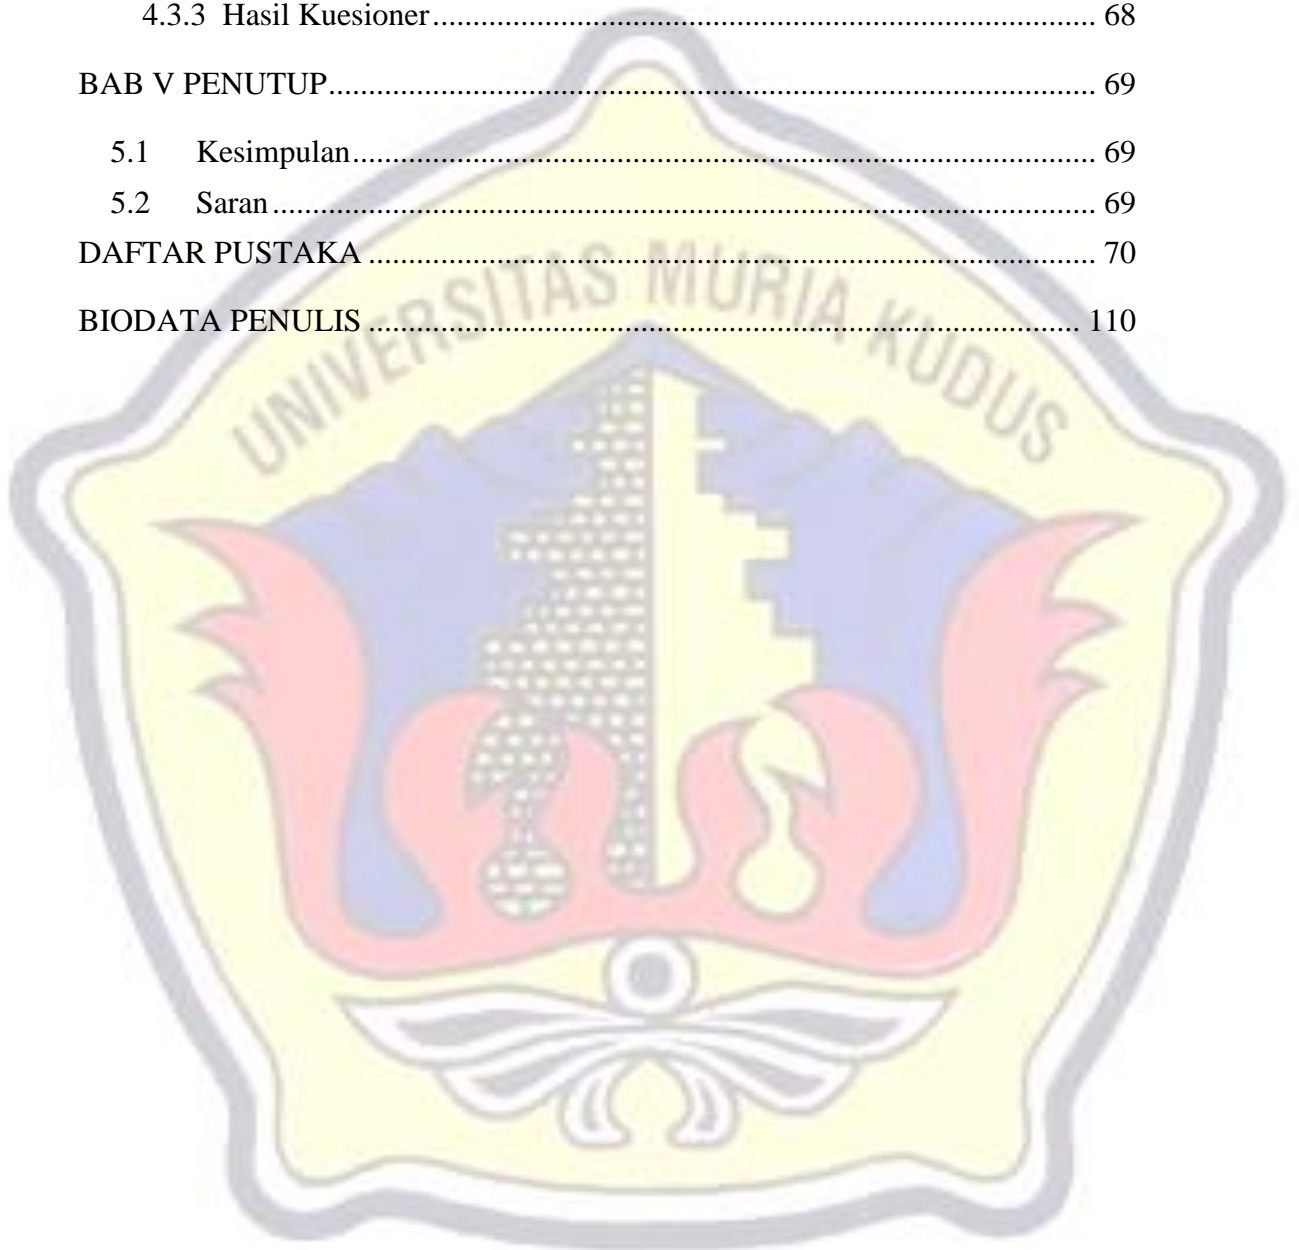 4.3.3 Hasil Kuesioner.................................................................................... 68
BAB V PENUTUP................................................................................................ 69
5.1 Kesimpulan............................................................................................. 69
5.2 Saran ....................................................................................................... 69
DAFTAR PUSTAKA ........................................................................................... 70
BIODATA PENULIS ......................................................................................... 110
UNIVERSITAS MURIA KUDUS